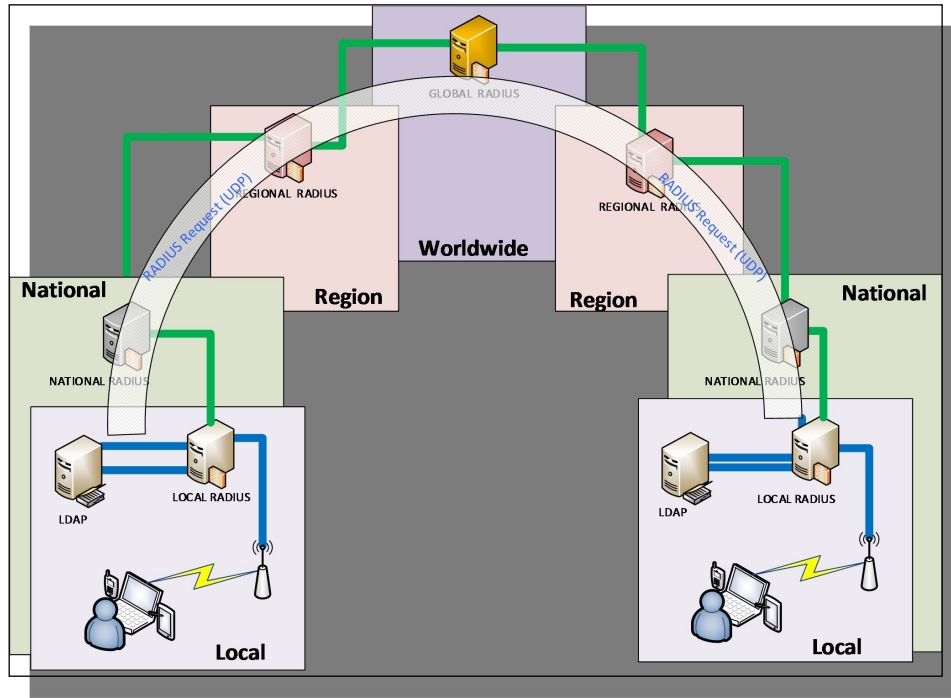 GLOBAL RADIUS
REGIONAL RADIUS
REGIONAL RADIUS
RADIUS Request (UDP)
RADIUS Request (UDP)
Worldwide
Region
Region
National
National
NATIONAL RADIUS
NATIONAL RADIUS
LOCAL RADIUS
LDAP
LOCAL RADIUS
LDAP
Local
Local